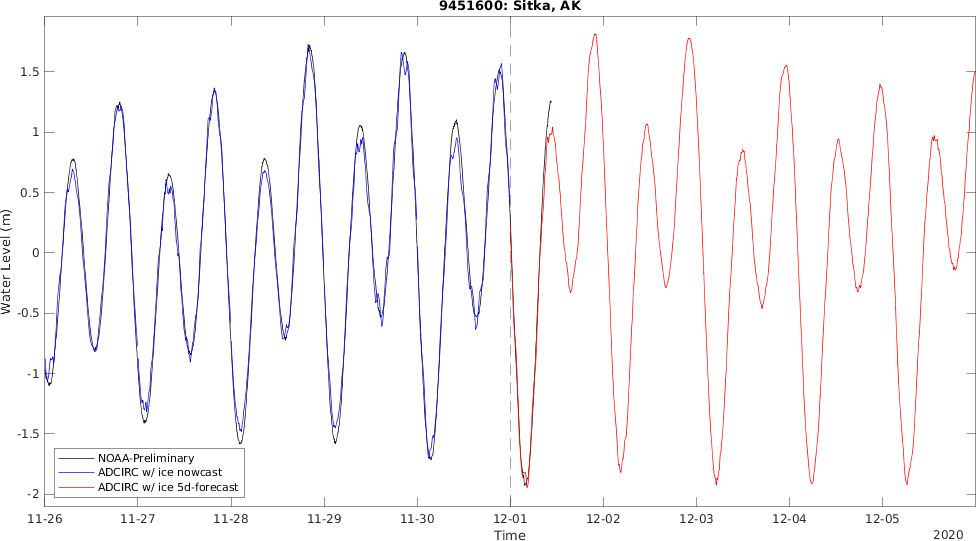 9451600: Sitka, AK
Water Level (m)
1.5
1
0.5
0
-0.5
-1
-1.5
-2
NOAA-Preliminary
ADCIRC w/ ice nowcast
ADCIRC w/ ice 5d-forecast
11-26 11-27 11-28 11-29 11-30 12-01 12-02 12-03 12-04 12-05
Time
2020